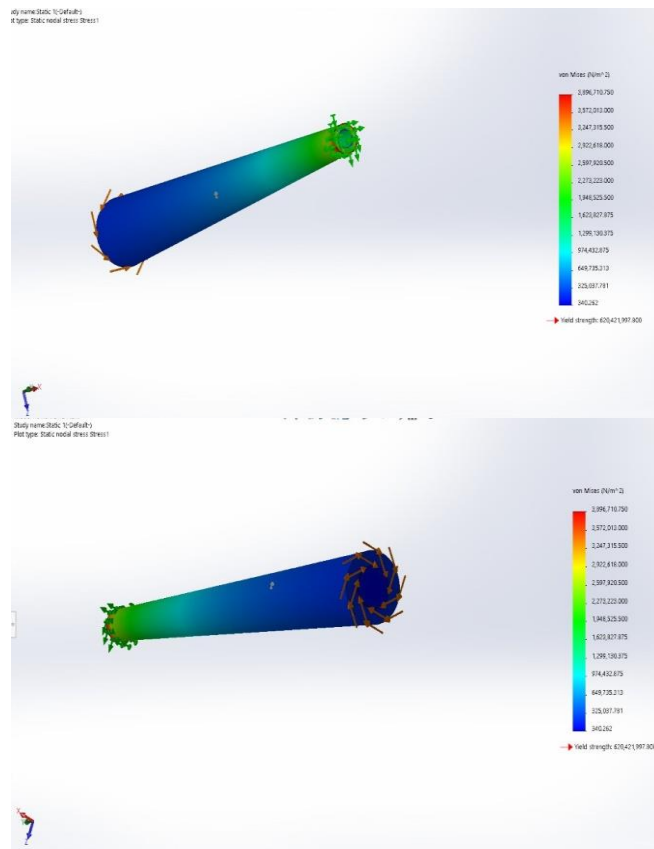 dy name:Static 1(-Default-)
t type: Static nodal stress Stress1
von Mises (N/m^2)
3,896,710.750
3,572,013.000
3,247,315.500
2,922,618.000
2,597,920.500
2,273,223.000
1,948,525.500
1,623,827.875
1,299,130.375
974,432.875
649,735.313
325,037.781
340.262
Yield strength: 620,421,997.800
X
Z
Study name:Static 1(-Default-)
Plot type: Static nodal stress Stress1
von Mises (N/m^2)
3,896,710.750
3,572,013.000
3,247,315.500
2,922,618.000
2,597,920.500
2,273,223.000
1,948,525.500
1,623,827.875
1,299,130.375
974,432.875
649,735.313
325,037.781
340.262
Yield strength: 620,421,997.80
X
Z